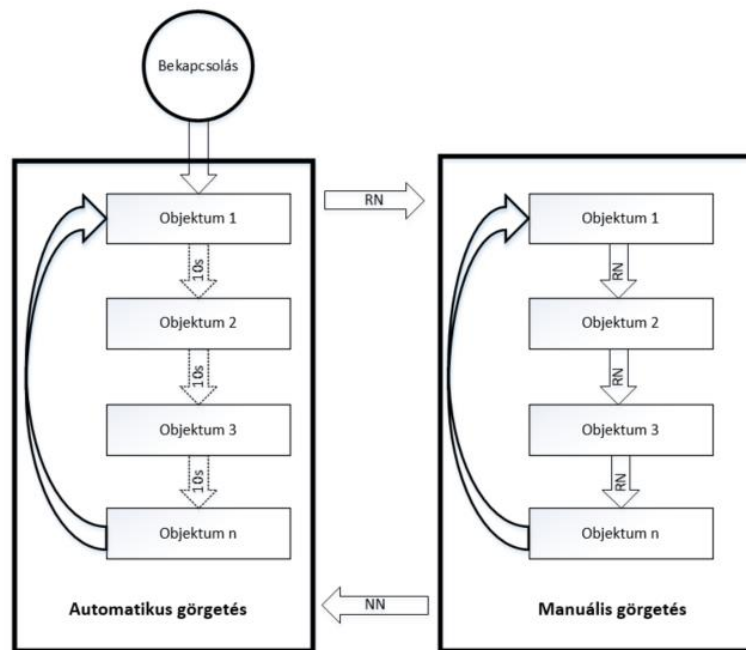 Bekapcsolás
Objektum 1
10s
Objektum 2
10s
Objektum 3
10s
Objektum n
Automatikus görgetés
RN
NN
Objektum 1
RN
Objektum 2
RN
Objektum 3
RN
Objektum n
Manuális görgetés